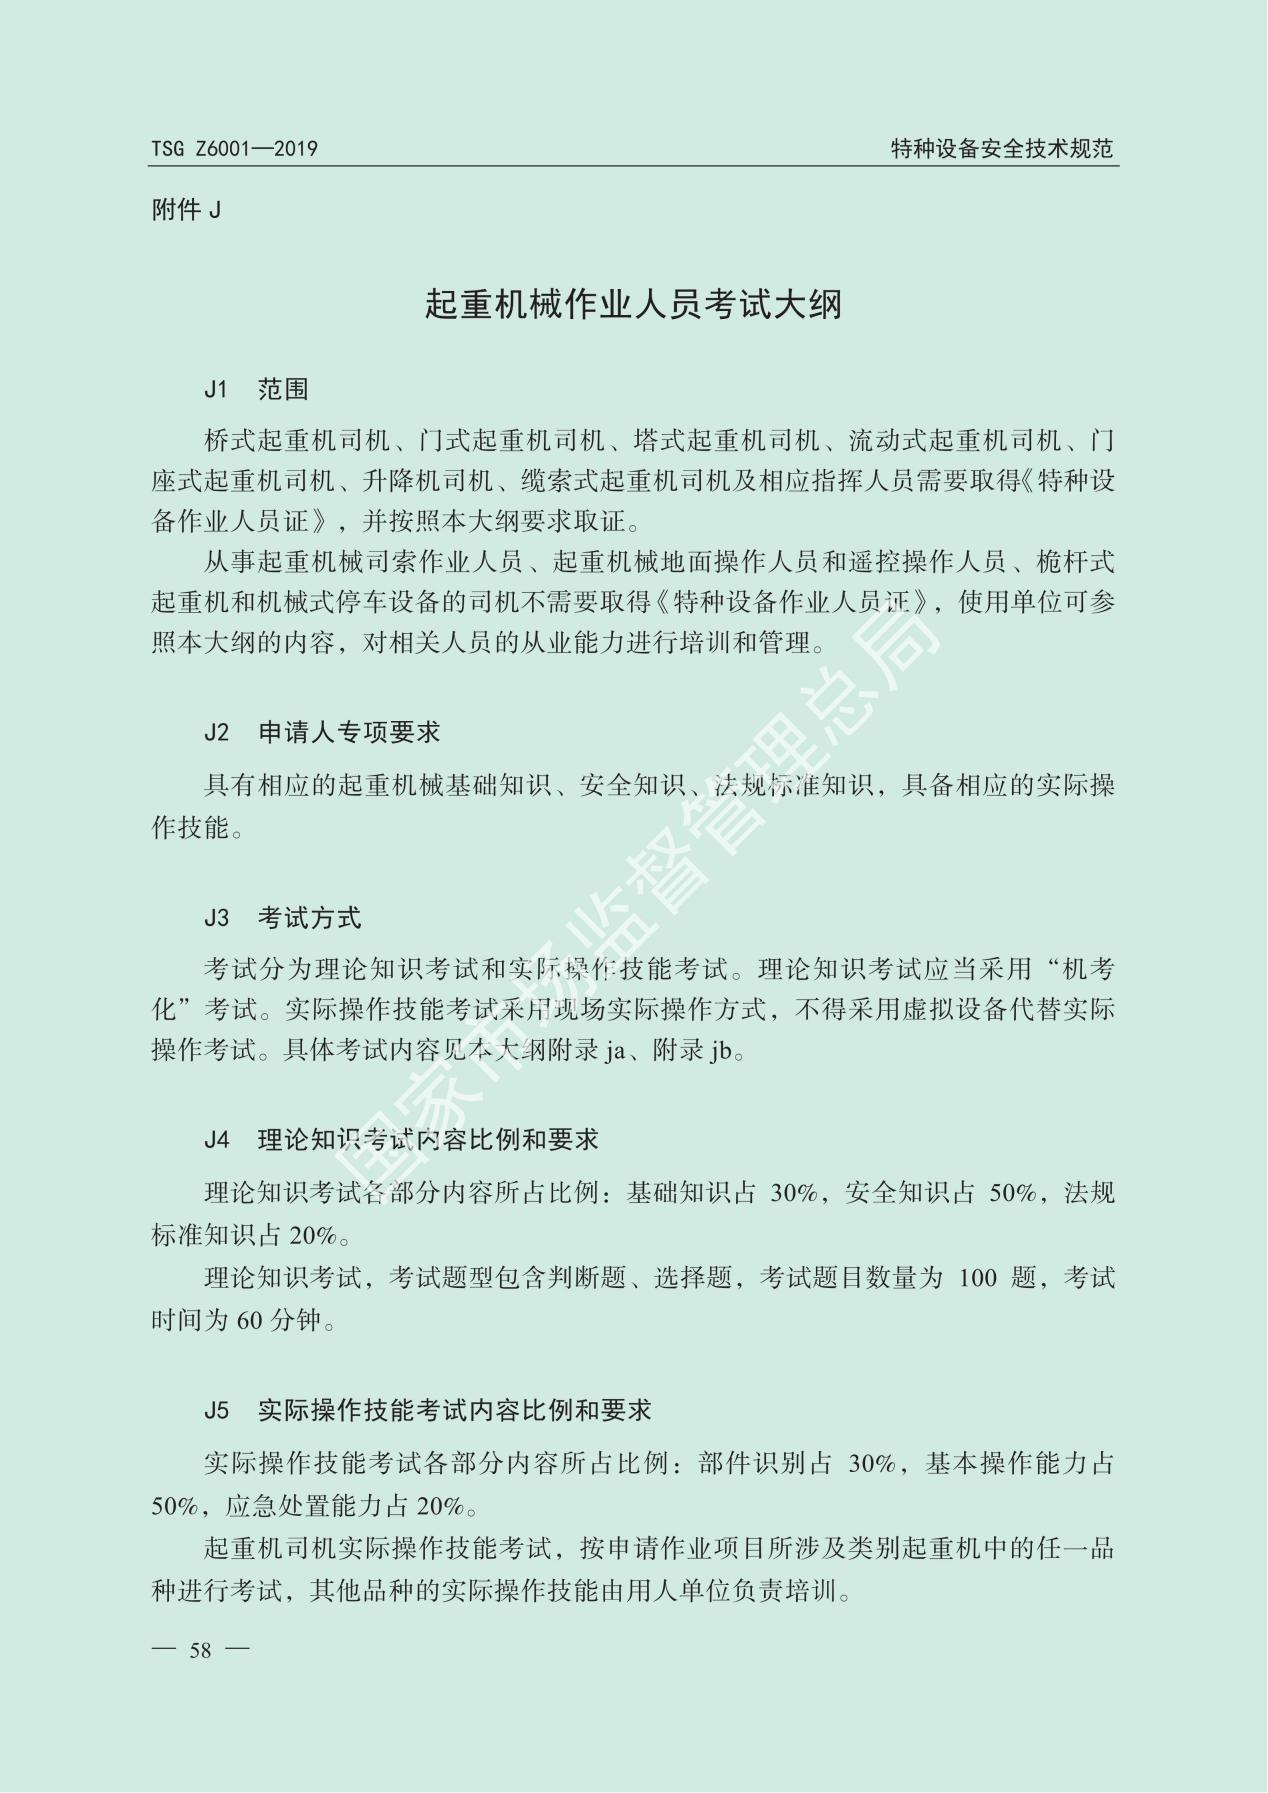 TSG Z6001—2019 特种设备安全技术规范
附件 J
起重机械作业人员考试大纲
J1 范围
桥式起重机司机、门式起重机司机、塔式起重机司机、流动式起重机司机、门
座式起重机司机、升降机司机、缆索式起重机司机及相应指挥人员需要取得《特种设
备作业人员证》，并按照本大纲要求取证。
从事起重机械司索作业人员、起重机械地面操作人员和遥控操作人员、桅杆式
起重机和机械式停车设备的司机不需要取得《特种设备作业人员证》，使用单位可参
照本大纲的内容，对相关人员的从业能力进行培训和管理。
J2 申请人专项要求
具有相应的起重机械基础知识、安全知识、法规标准知识，具备相应的实际操
作技能。
J3 考试方式
考试分为理论知识考试和实际操作技能考试。理论知识考试应当采用“机考
化”考试。实际操作技能考试采用现场实际操作方式，不得采用虚拟设备代替实际
操作考试。具体考试内容见本大纲附录 ja、附录 jb。
J4 理论知识考试内容比例和要求
理论知识考试各部分内容所占比例：基础知识占 30%，安全知识占 50%，法规
标准知识占 20%。
理论知识考试，考试题型包含判断题、选择题，考试题目数量为 100 题，考试
时间为 60 分钟。
J5 实际操作技能考试内容比例和要求
实际操作技能考试各部分内容所占比例：部件识别占 30%，基本操作能力占
50%，应急处置能力占 20%。
起重机司机实际操作技能考试，按申请作业项目所涉及类别起重机中的任一品
种进行考试，其他品种的实际操作技能由用人单位负责培训。
— 58 —
国家市场监督管理总局